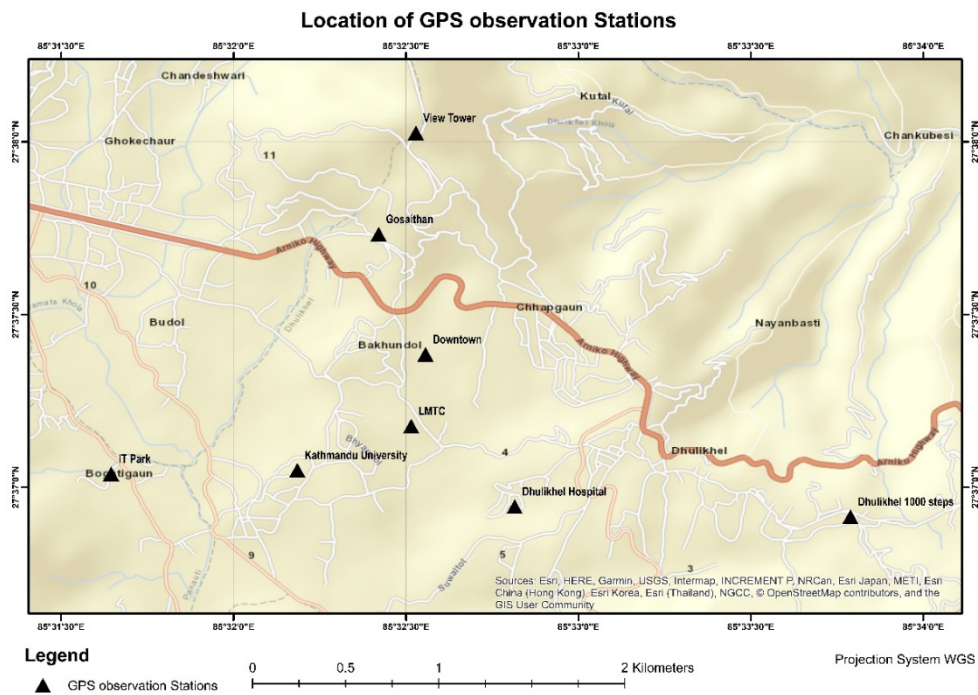 Location of GPS observation Stations
85°31'30"E 85°32'0"E 85°32'30"E 85°33'0"E 85°33'30"E 86°34'0"E
Chandeshwari
View Tower
Kutal
Kutal
Dhulikhel Khola
Chankubesi
27°38'0"N
27°38'0"N
Ghokechaur
11
Gosaithan
Arniko Highway
10
Dhulikhel
27°37'30"N
27°37'30"N
Chhapgaun
Budol
Nayanbasti
Bakhundol
Downtown
Arniko Highway
LMTC
4
Dhulikhel
Arniko Highway
IT Park
Kathmandu University
27°37'0"N
27°37'0"N
Dhulikhel Hospital
Dhulikhel 1000 steps
9
5
3
Panauti
Sources: Esri, HERE, Garmin, USGS, Intermap, INCREMENT P, NRCan, Esri Japan, METI, Esri
China (Hong Kong), Esri Korea, Esri (Thailand), NGCC, © OpenStreetMap contributors, and the
GIS User Community
85°31'30"E 85°32'0"E 85°32'30"E 85°33'0"E 85°33'30"E 85°34'0"E
Legend
GPS observation Stations
0 0.5 1 2 Kilometers
Projection System WGS